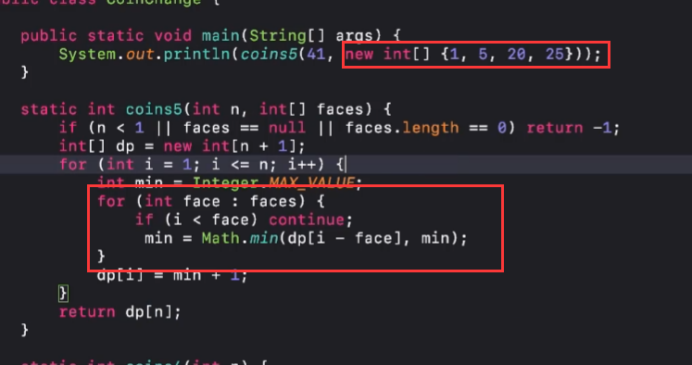 public class CoinChange {
public static void main(String[] args) {
System.out.println(coins5(41, new int[] {1, 5, 20, 25}));
}
static int coins5(int n, int[] faces) {
if (n < 1 || faces == null || faces.length == 0) return -1;
int[] dp = new int[n + 1];
for (int i = 1; i <= n; i++) {
int min = Integer.MAX_VALUE;
for (int face : faces) {
if (i < face) continue;
min = Math.min(dp[i - face], min);
}
dp[i] = min + 1;
}
return dp[n];
}
static int coins4(int n) {